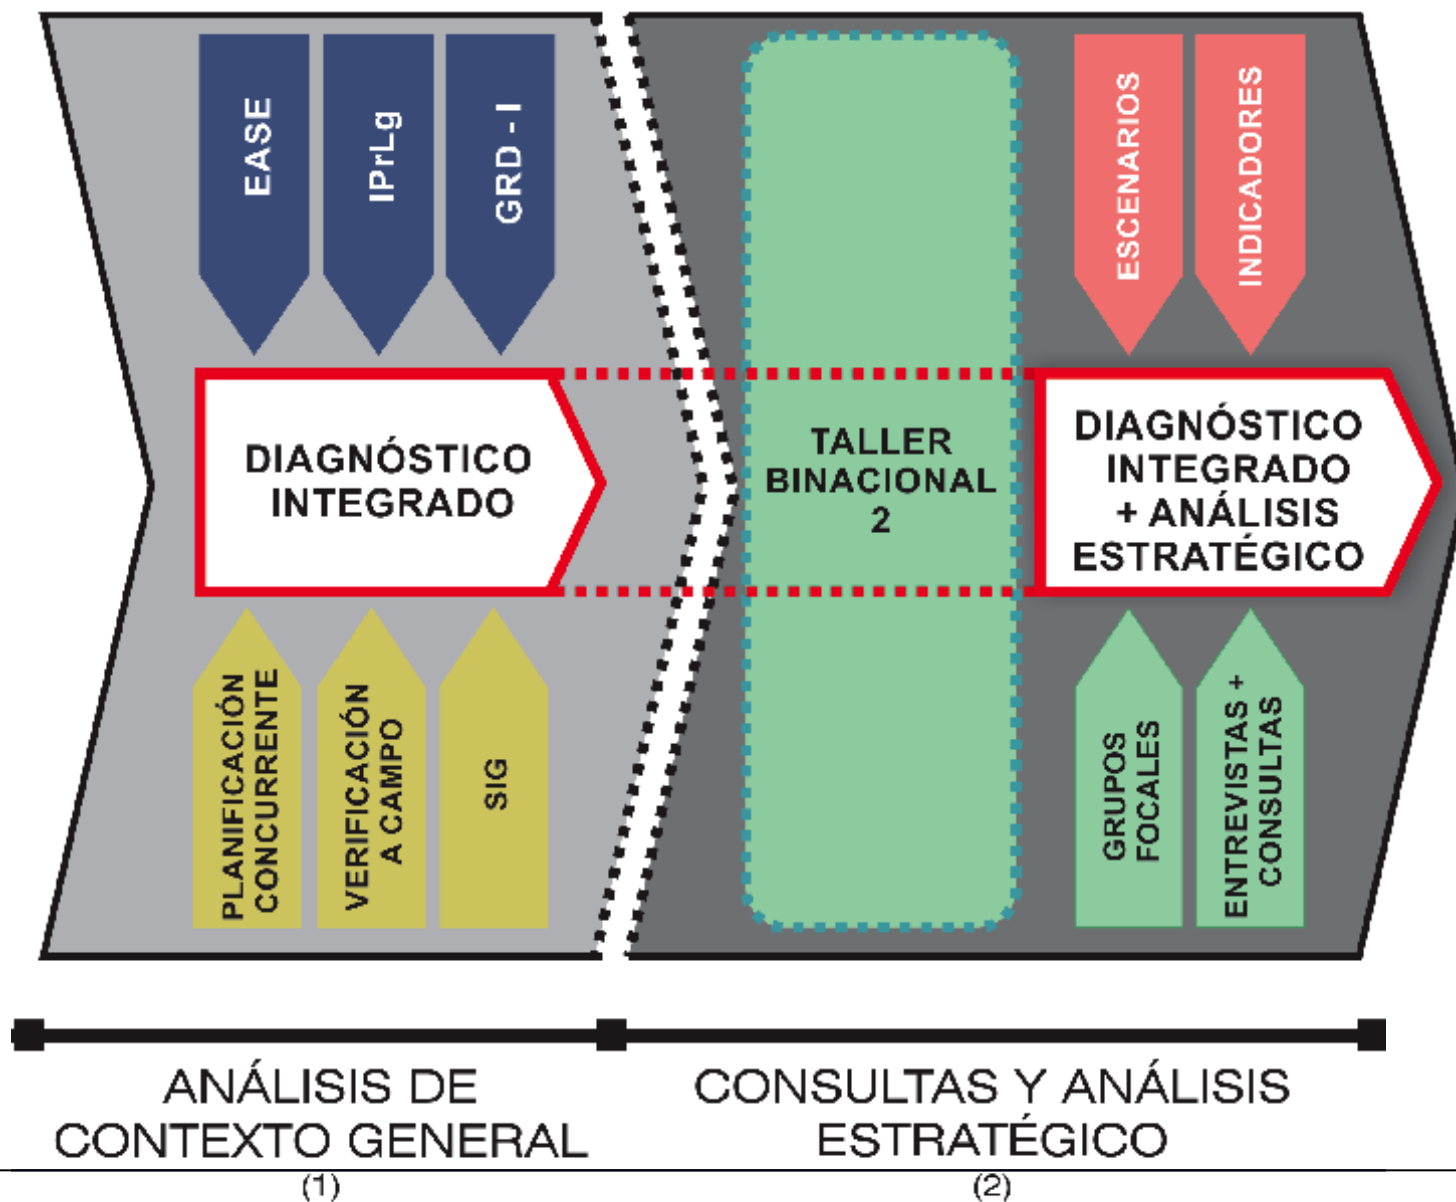 EASE
IPrLg
GRD - I
ESCENARIOS
INDICADORES
DIAGNÓSTICO
INTEGRADO
TALLER
BINACIONAL
2
DIAGNÓSTICO
INTEGRADO
+ ANÁLISIS
ESTRATÉGICO
PLANIFICACIÓN
CONCURRENTE
VERIFICACIÓN
A CAMPO
SIG
GRUPOS
FOCALES
ENTREVISTAS +
CONSULTAS
ANÁLISIS DE
CONTEXTO GENERAL
(1)
CONSULTAS Y ANÁLISIS
ESTRATÉGICO
(2)